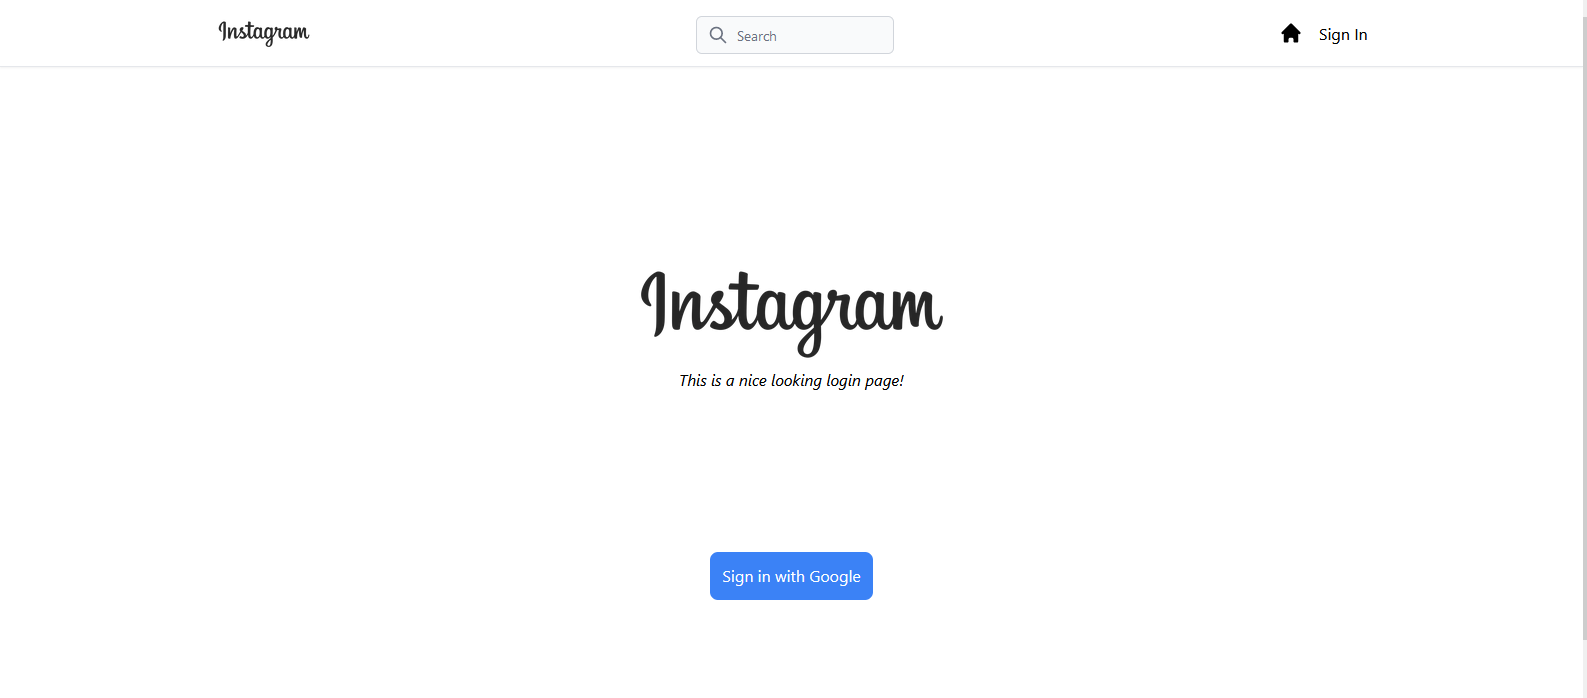 Instagram
Search
Sign In
Instagram
This is a nice looking login page!
Sign in with Google